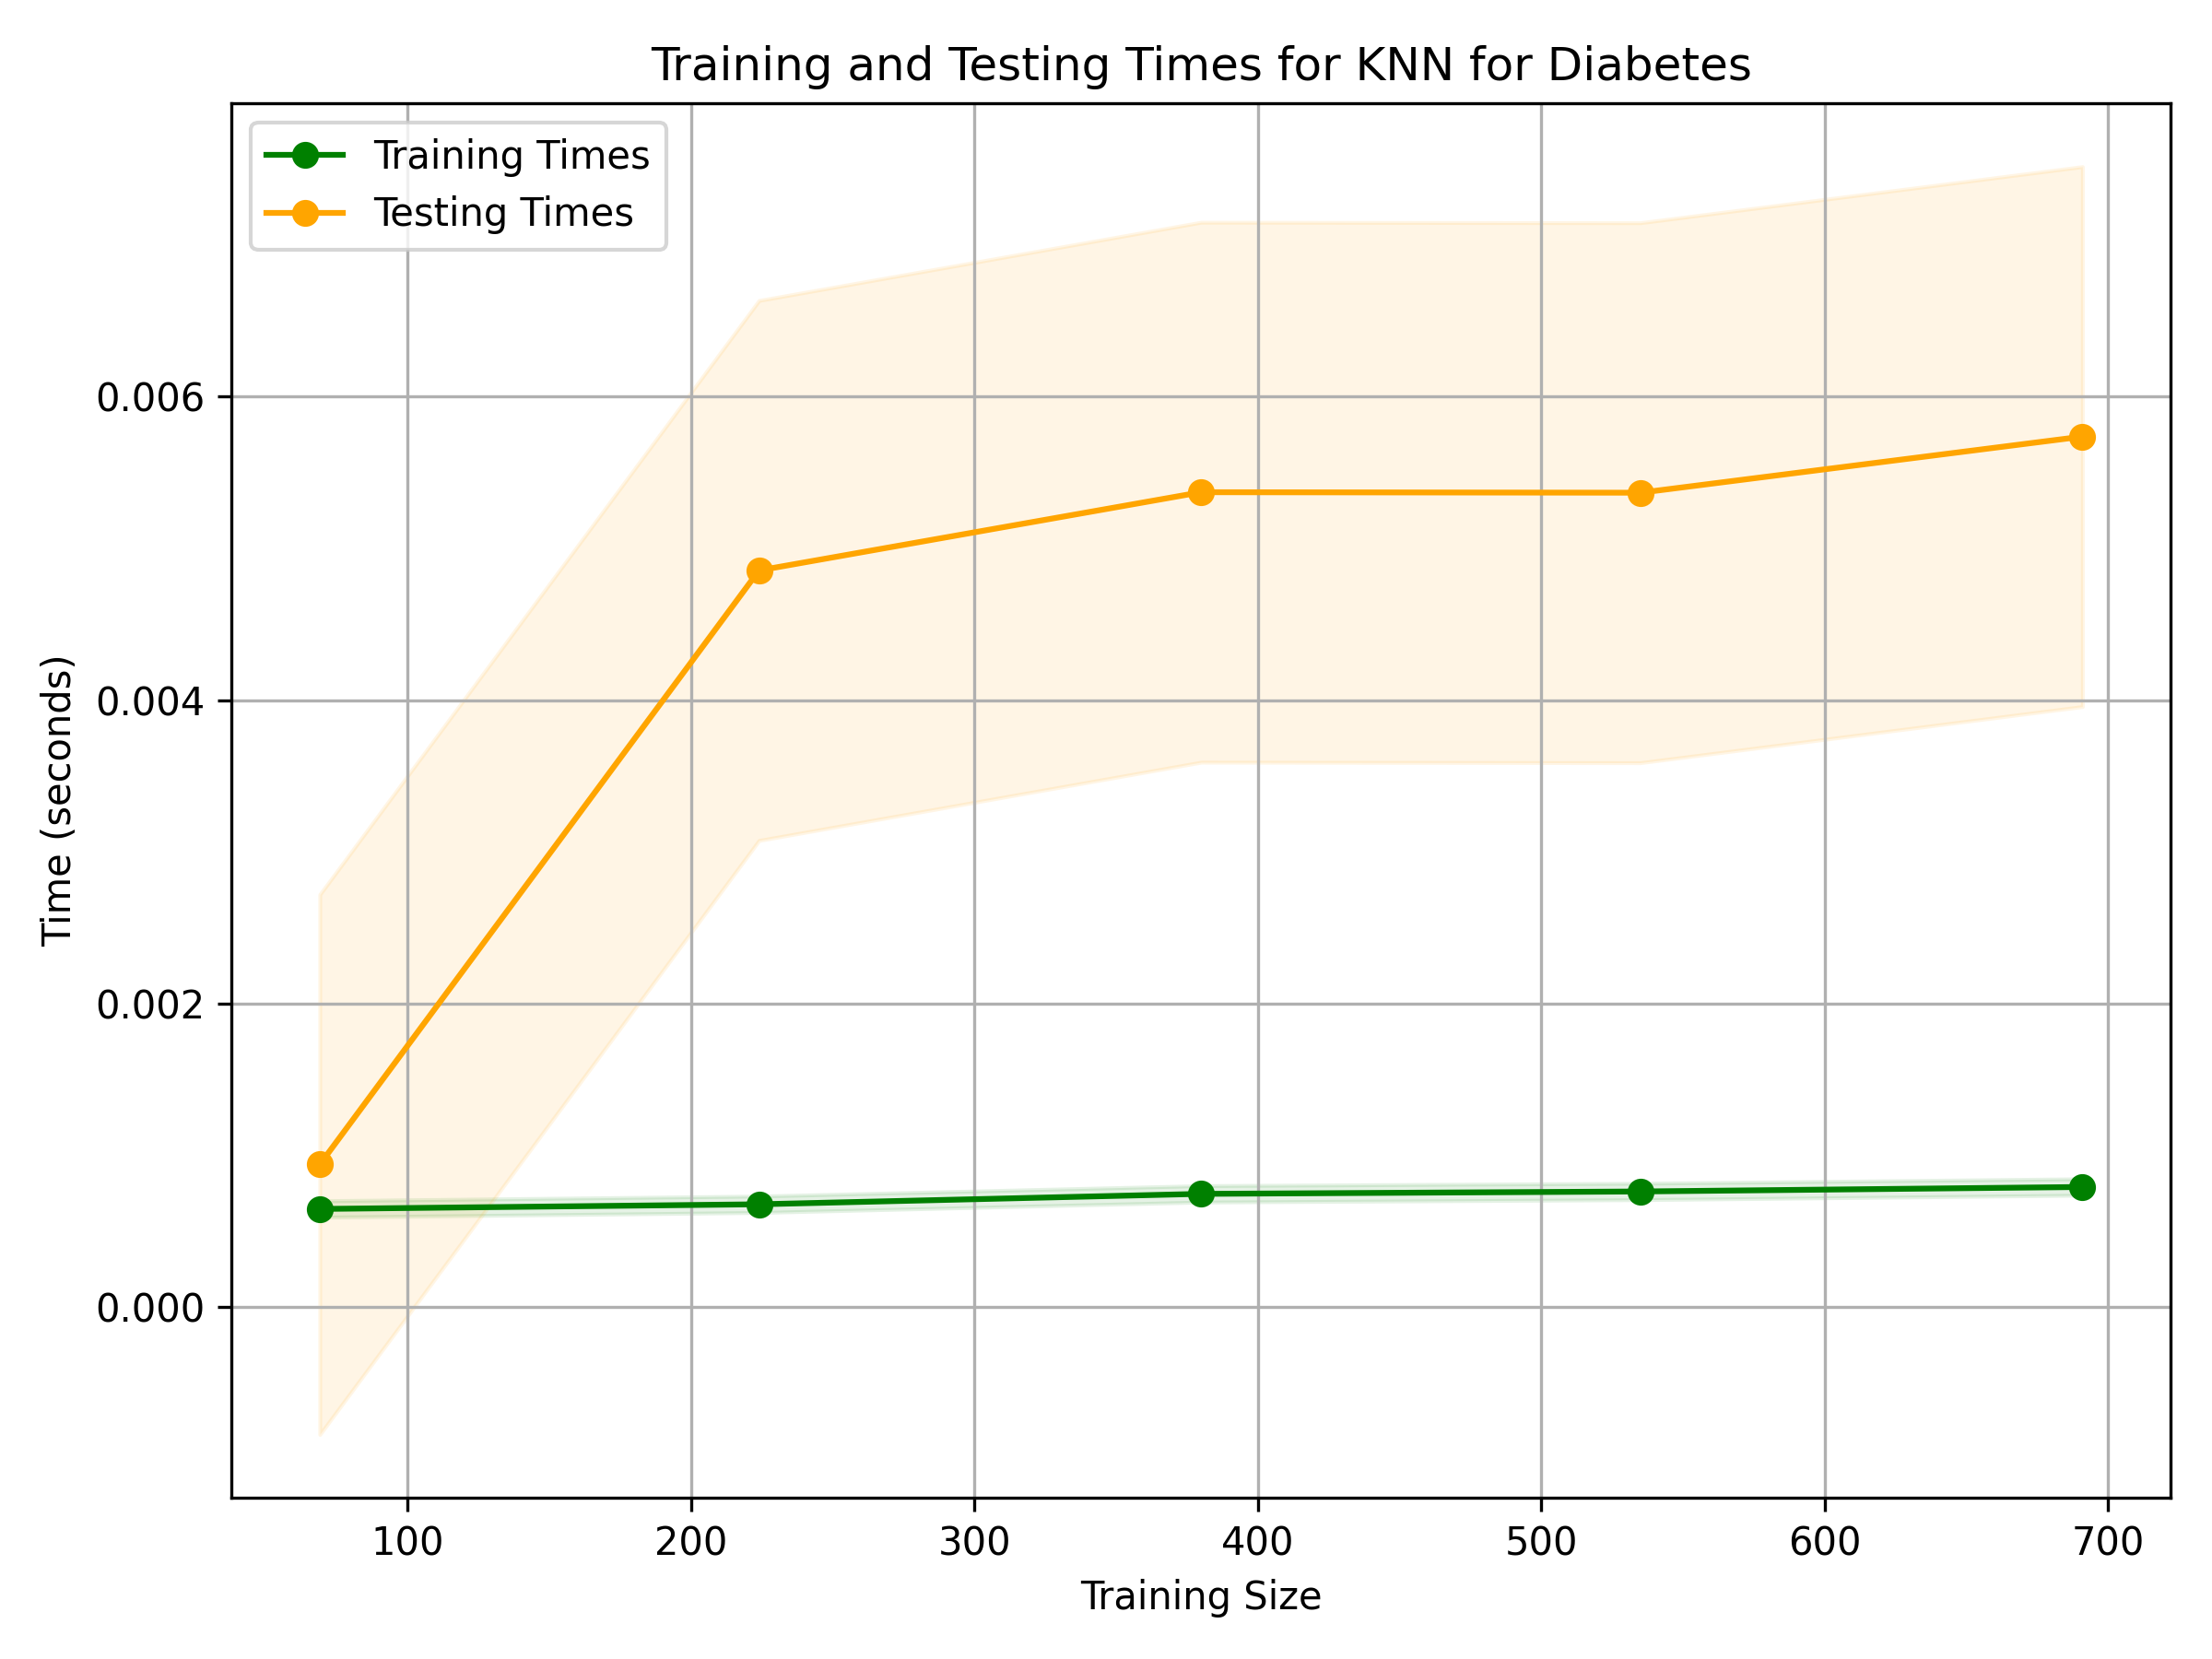 Training and Testing Times for KNN for Diabetes
Training Times
Testing Times
0.006
0.004
0.002
0.000
Time (seconds)
100 200 300 400 500 600 700
Training Size